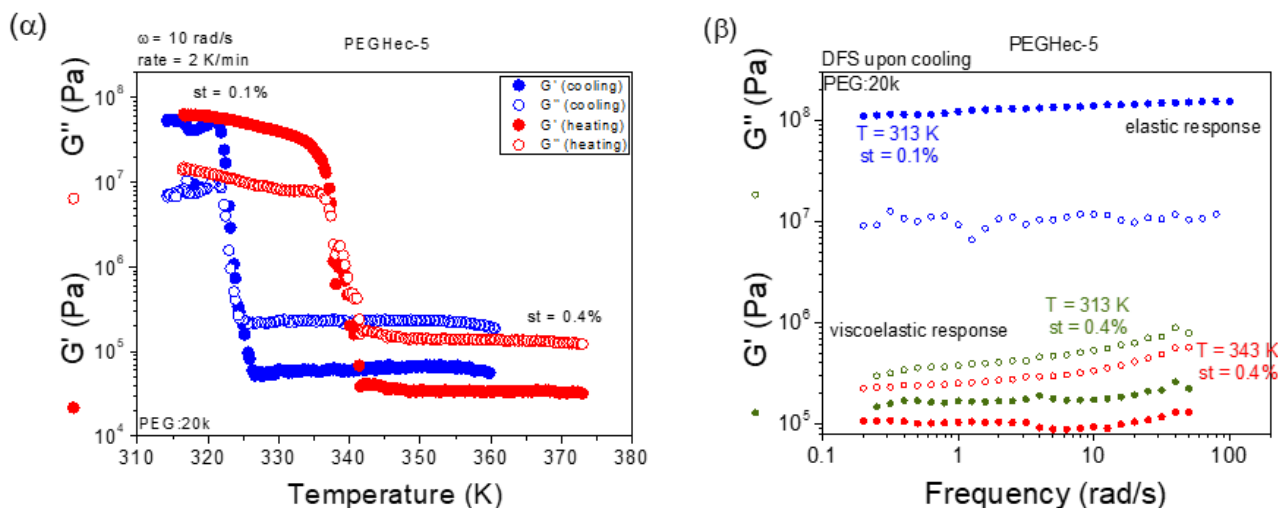 (α)
ω = 10 rad/s
rate = 2 K/min
PEGHec-5
st = 0.1%
G' (cooling)
G'' (cooling)
G' (heating)
G'' (heating)
st = 0.4%
PEG:20k
G' (Pa)
G'' (Pa)
10^8
10^7
10^6
10^5
10^4
310
320
330
340
350
360
370
380
Temperature (K)
(β)
PEGHec-5
DFS upon cooling
PEG:20k
elastic response
T = 313 K
st = 0.1%
viscoelastic response
T = 313 K
st = 0.4%
T = 343 K
st = 0.4%
G' (Pa)
G'' (Pa)
10^8
10^7
10^6
10^5
0.1
1
10
100
Frequency (rad/s)